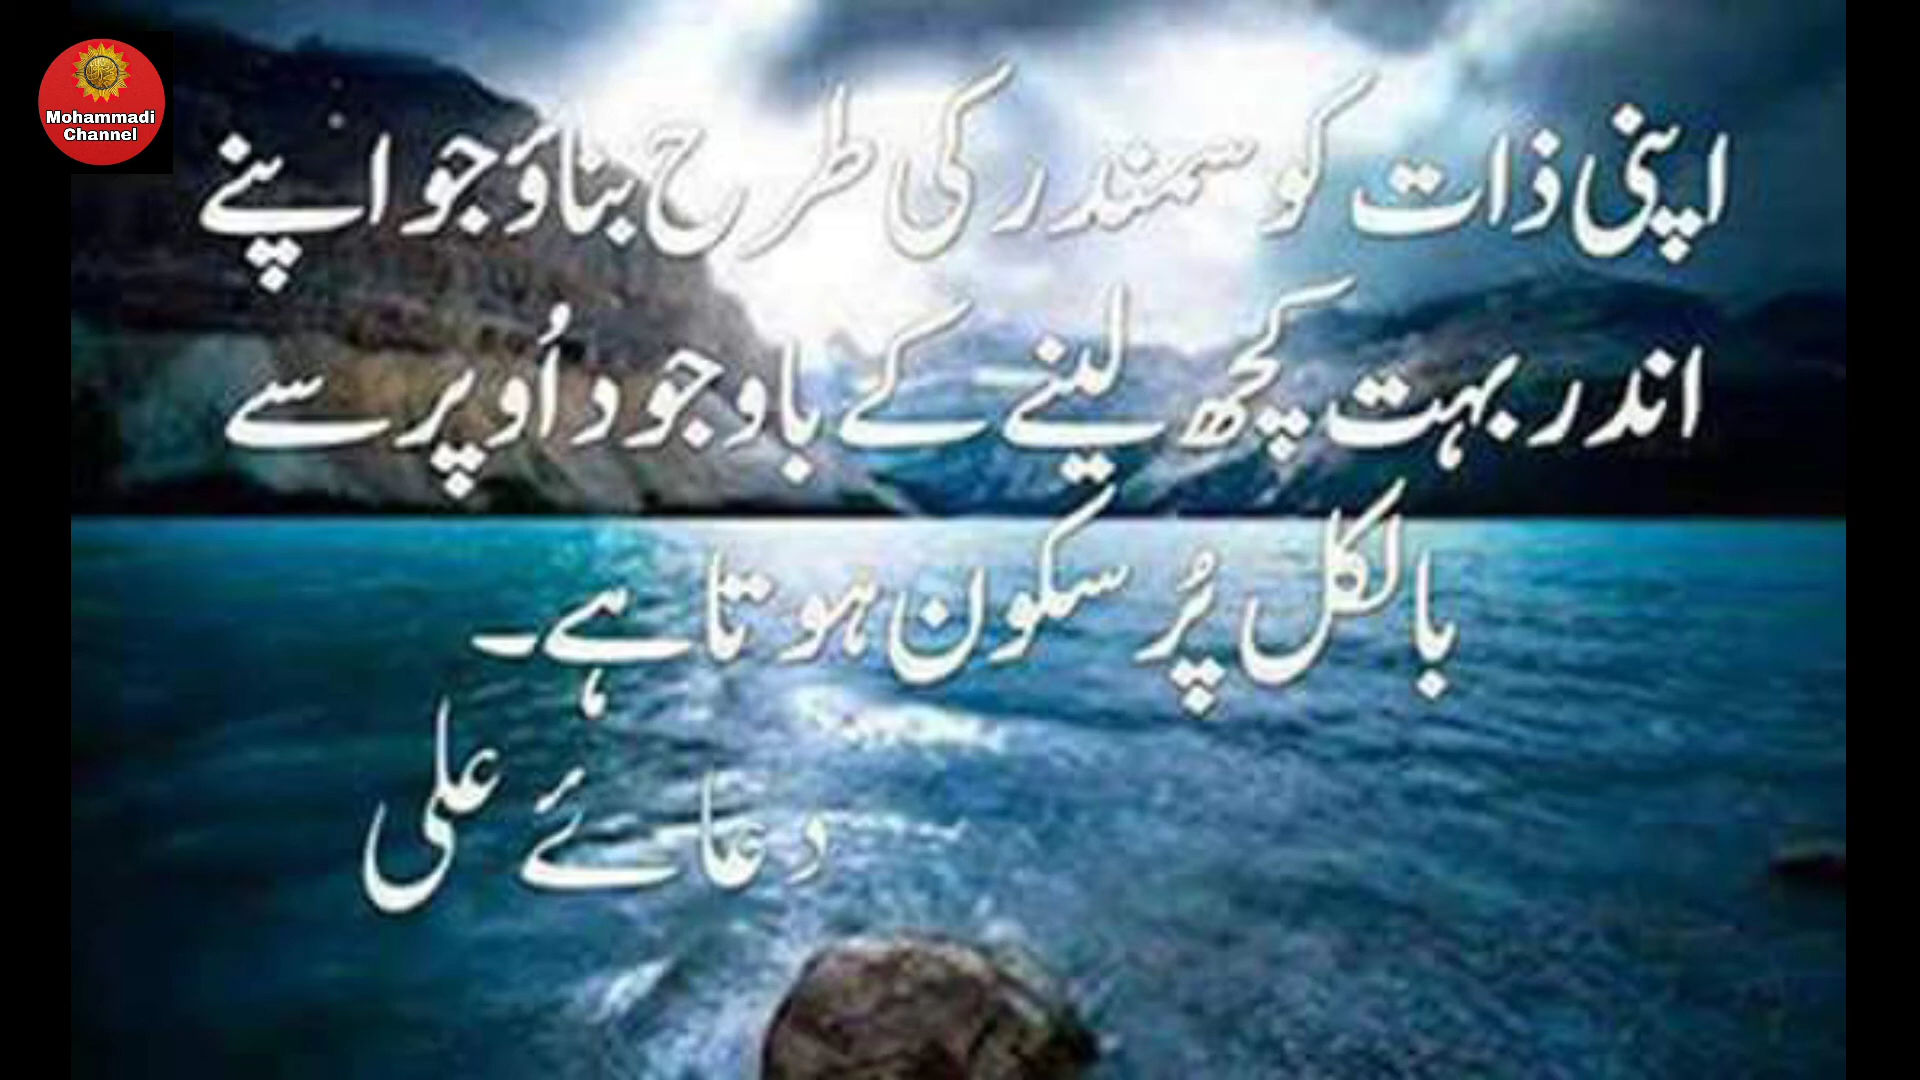 Mohammadi
Channel
اپنی ذات کو سمندر کی طرح بناؤ جو اپنے
اندر بہت کچھ لینے کے باوجود اُوپر سے
بالکل پُر سکون ہوتا ہے۔
دعائے علی